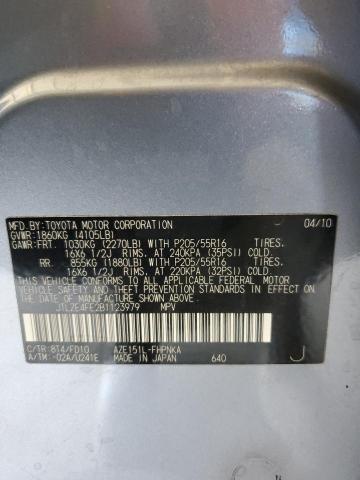 MFD.BY:TOYOTA MOTOR CORPORATION 04/10
GVWR:1860KG (4105LB)
GAWR:FRT. 1030KG (2270LB) WITH P205/55R16 TIRES.
16X6 1/2J RIMS. AT 240KPA (35PSI)
RR. 855KG (1880LB) WITH P205/55R16 TIRES.
16X6 1/2J RIMS. AT 220KPA (32PSI)
THIS VEHICLE CONFORMS TO ALL APPLICABLE FEDERAL MOTOR
VEHICLE SAFETY, BUMPER, AND THEFT PREVENTION
STANDARDS IN EFFECT ON THE DATE OF MANUFACTURE
SHOWN ABOVE.
JTLZE4FE2B1123979 MPV
C/TR:8T4/FD10 AZE151L-FHPNKA
A/TM:-02A/U241E MADE IN JAPAN 640 J